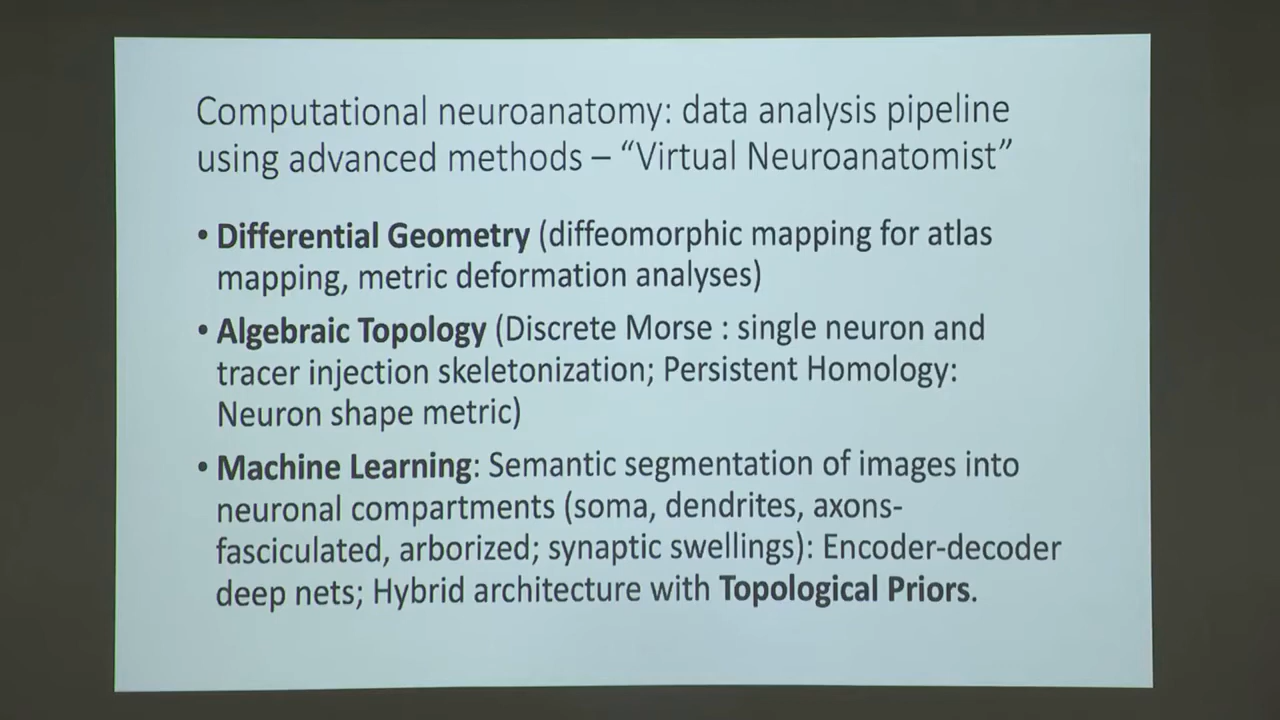 Computational neuroanatomy: data analysis pipeline
using advanced methods – “Virtual Neuroanatomist”
• Differential Geometry (diffeomorphic mapping for atlas
mapping, metric deformation analyses)
• Algebraic Topology (Discrete Morse : single neuron and
tracer injection skeletonization; Persistent Homology:
Neuron shape metric)
• Machine Learning: Semantic segmentation of images into
neuronal compartments (soma, dendrites, axons-
fasciculated, arborized; synaptic swellings): Encoder-decoder
deep nets; Hybrid architecture with Topological Priors.